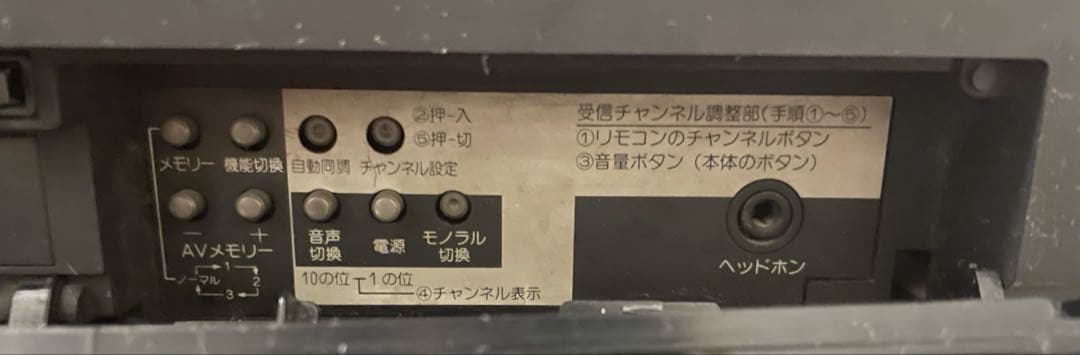 メモリー
機能切換
自動同調
チャンネル設定
②押-入
⑤押-切
受信チャンネル調整部(手順①〜⑤)
①リモコンのチャンネルボタン
③音量ボタン (本体のボタン)
− +
AVメモリー
ノーマル 1 2 3
音声
切換
電源
モノラル
切換
10の位 1の位
④チャンネル表示
ヘッドホン